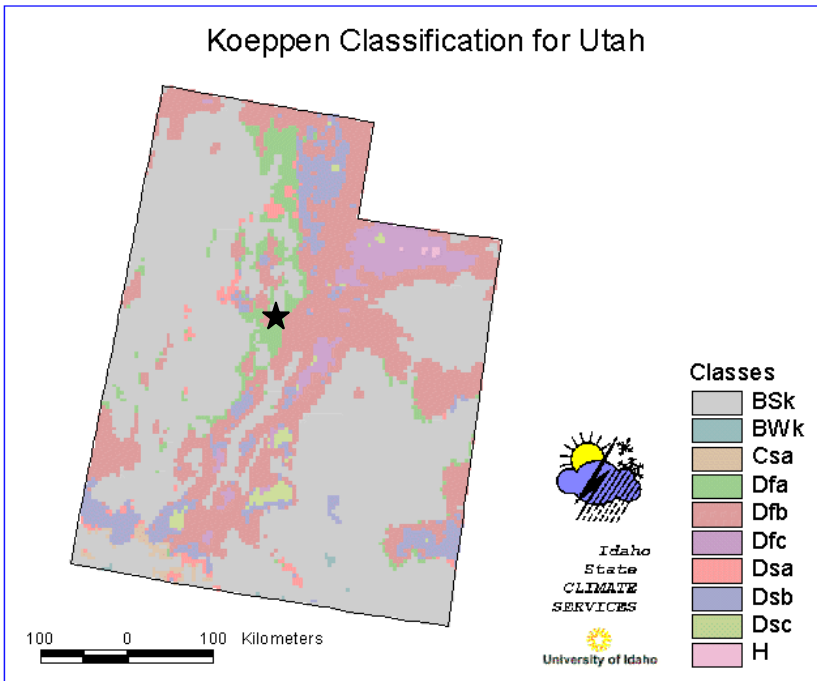 Koeppen Classification for Utah
Classes
BSk
BWk
Csa
Dfa
Dfb
Dfc
Dsa
Dsb
Dsc
H
Idaho
State
CLIMATE
SERVICES
University of Idaho
100 0 100 Kilometers